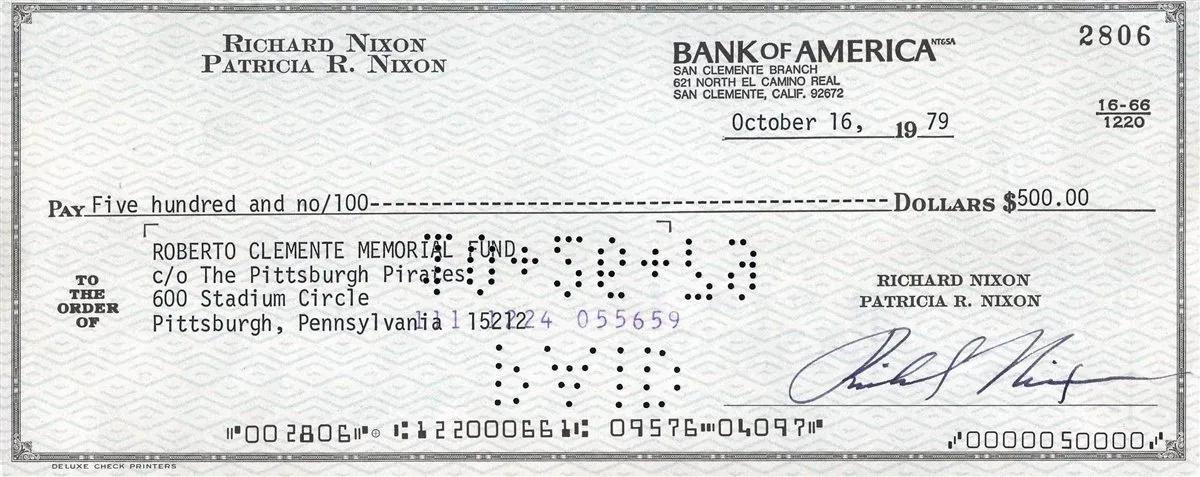 RICHARD NIXON
PATRICIA R. NIXON
BANK OF AMERICA NT&SA
SAN CLEMENTE BRANCH
621 NORTH EL CAMINO REAL
SAN CLEMENTE, CALIF. 92672
2806
16-66
1220
October 16, 19 79
PAY Five hundred and no/100 DOLLARS $500.00
TO THE ORDER OF
ROBERTO CLEMENTE MEMORIAL FUND
c/o The Pittsburgh Pirates
600 Stadium Circle
Pittsburgh, Pennsylvania 15212
055659
PAID
RICHARD NIXON
PATRICIA R. NIXON
Richard Nixon
⑈002806⑈ ⑆122000661⑆ 09576⑈04097⑈ ⑇0000050000⑇
DELUXE CHECK PRINTERS